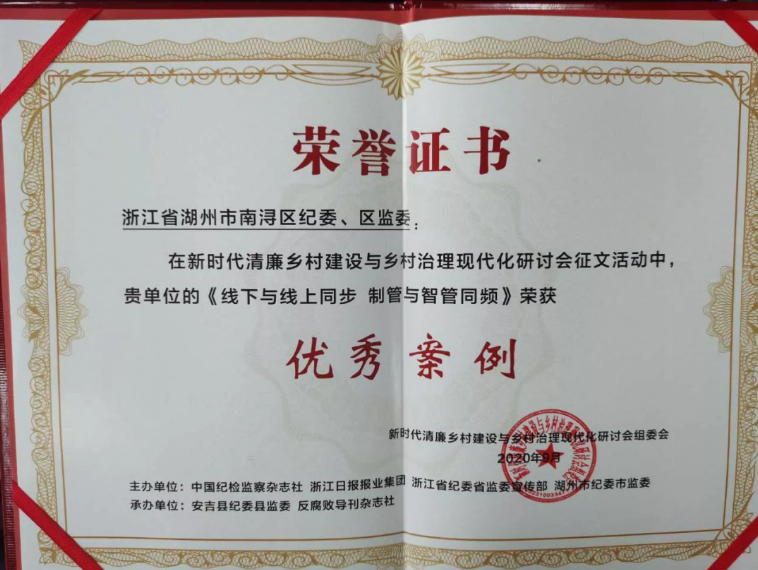 荣誉证书
浙江省湖州市南浔区纪委、区监委：
在新时代清廉乡村建设与乡村治理现代化研讨会征文活动中，
贵单位的《线下与线上同步 制管与智管同频》荣获
优秀案例
新时代清廉乡村建设与乡村治理现代化研讨会组委会
2020年9月
主办单位：中国纪检监察杂志社 浙江日报报业集团 浙江省纪委省监委宣传部 湖州市纪委市监委
承办单位：安吉县纪委县监委 反腐败导刊杂志社